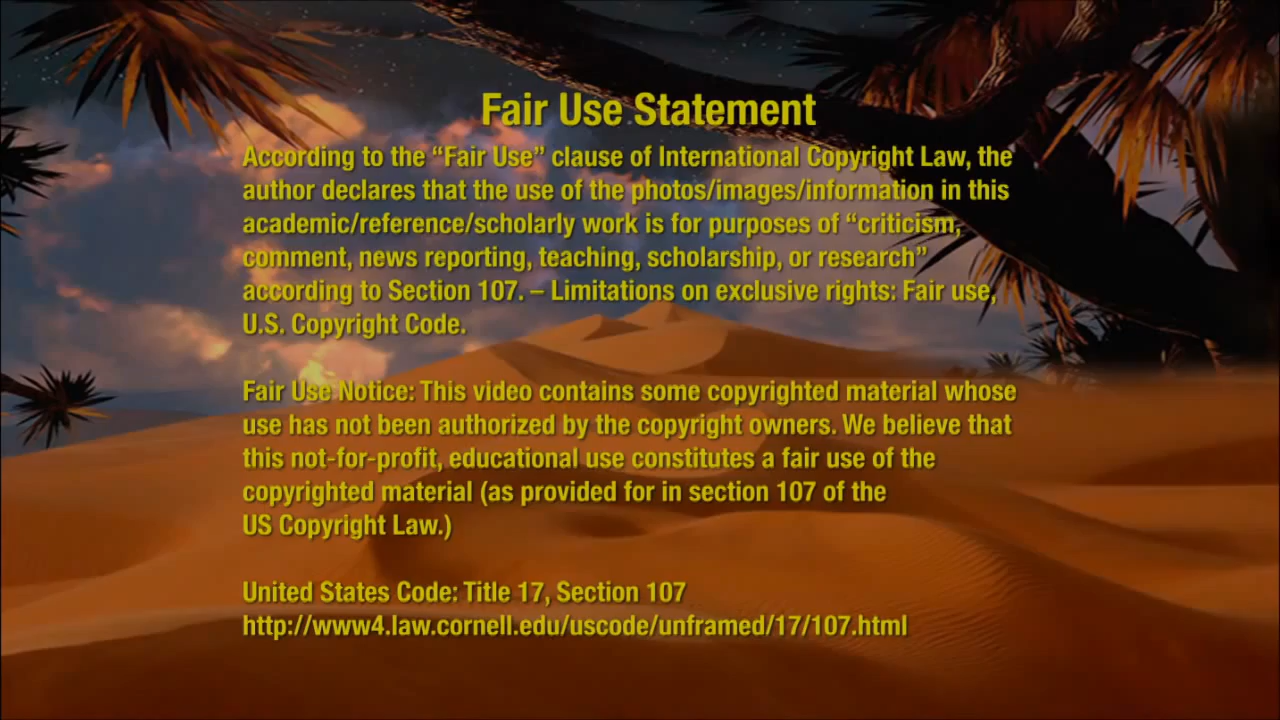 Fair Use Statement
According to the “Fair Use” clause of International Copyright Law, the
author declares that the use of the photos/images/information in this
academic/reference/scholarly work is for purposes of “criticism,
comment, news reporting, teaching, scholarship, or research”
according to Section 107. – Limitations on exclusive rights: Fair use,
U.S. Copyright Code.
Fair Use Notice: This video contains some copyrighted material whose
use has not been authorized by the copyright owners. We believe that
this not-for-profit, educational use constitutes a fair use of the
copyrighted material (as provided for in section 107 of the
US Copyright Law.)
United States Code: Title 17, Section 107
http://www4.law.cornell.edu/uscode/unframed/17/107.html